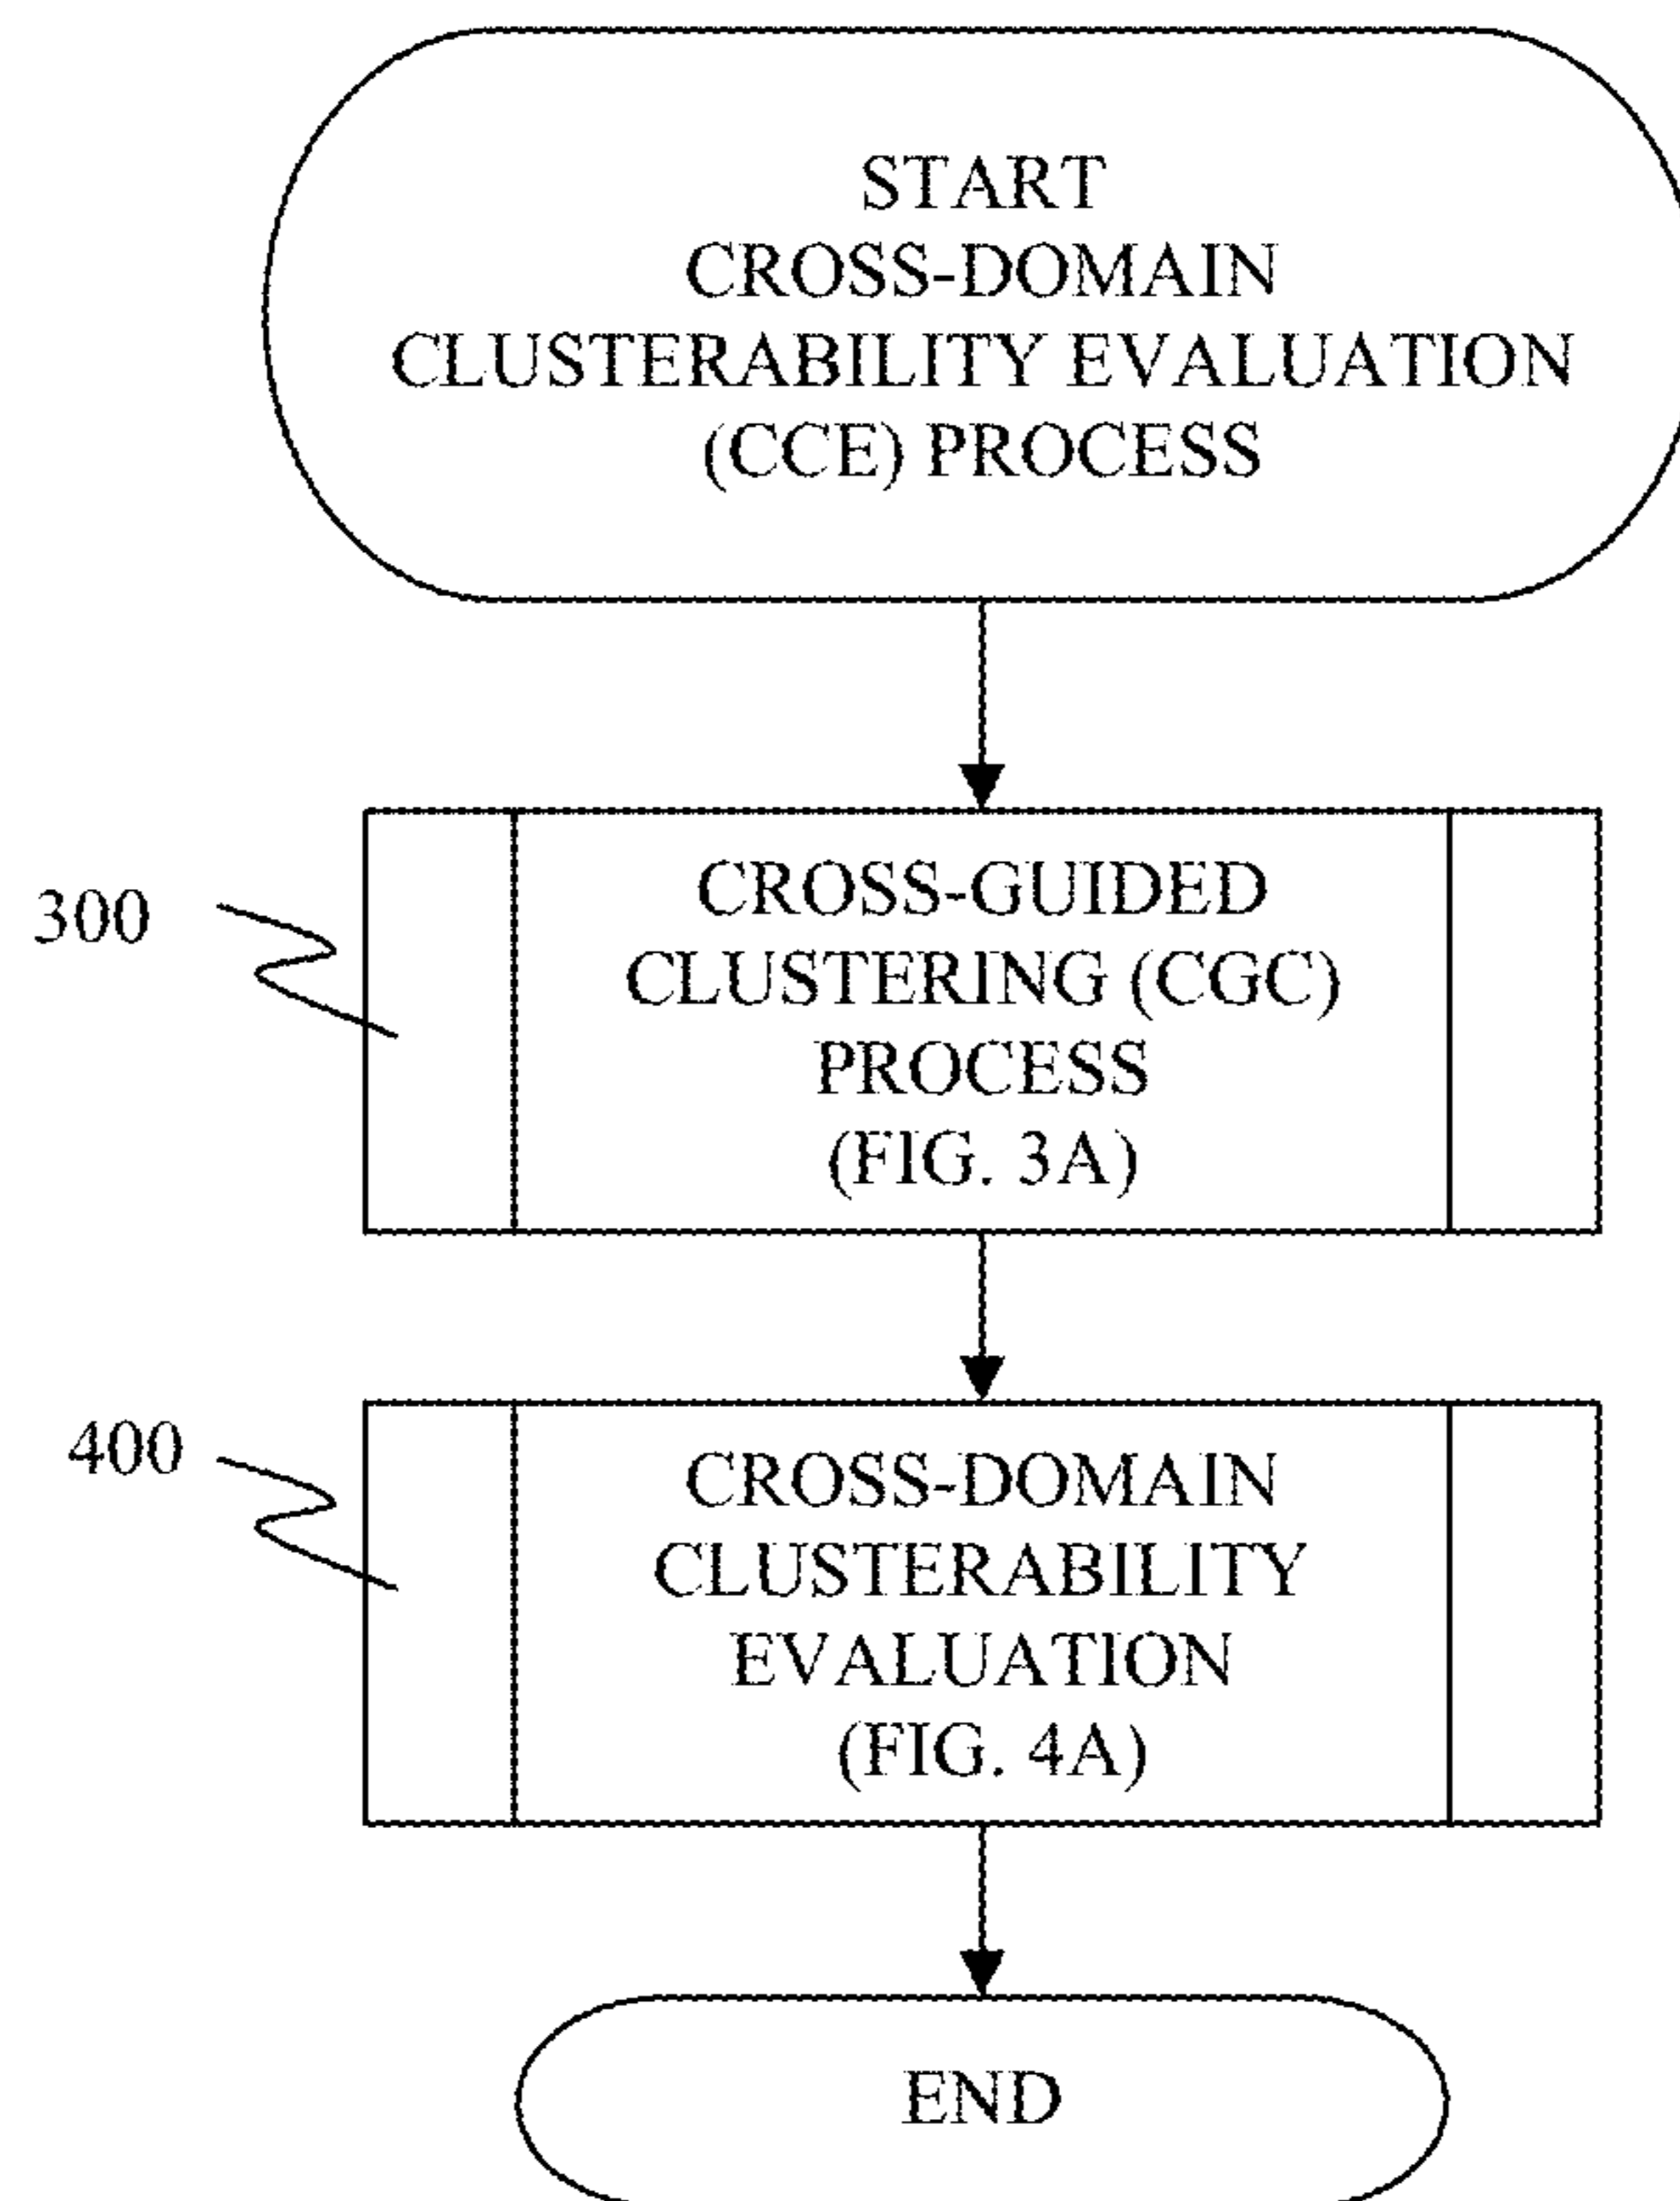 START
CROSS-DOMAIN
CLUSTERABILITY EVALUATION
(CCE) PROCESS
300
CROSS-GUIDED
CLUSTERING (CGC)
PROCESS
(FIG. 3A)
400
CROSS-DOMAIN
CLUSTERABILITY
EVALUATION
(FIG. 4A)
END